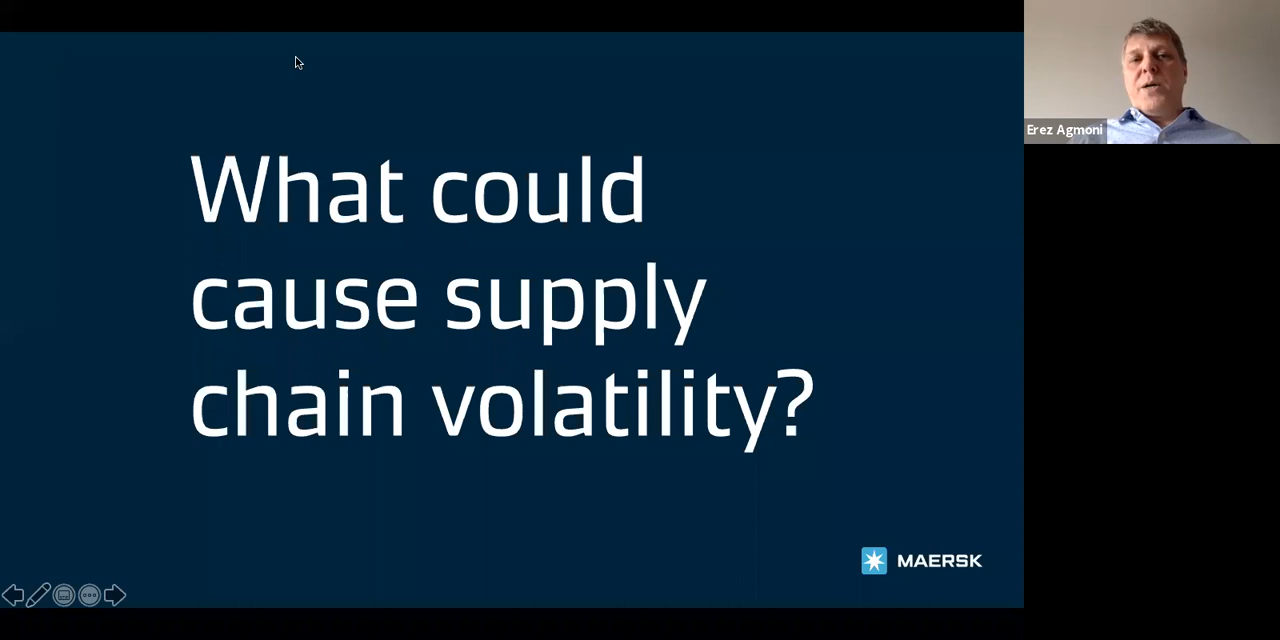 What could
cause supply
chain volatility?
MAERSK
Erez Agmoni